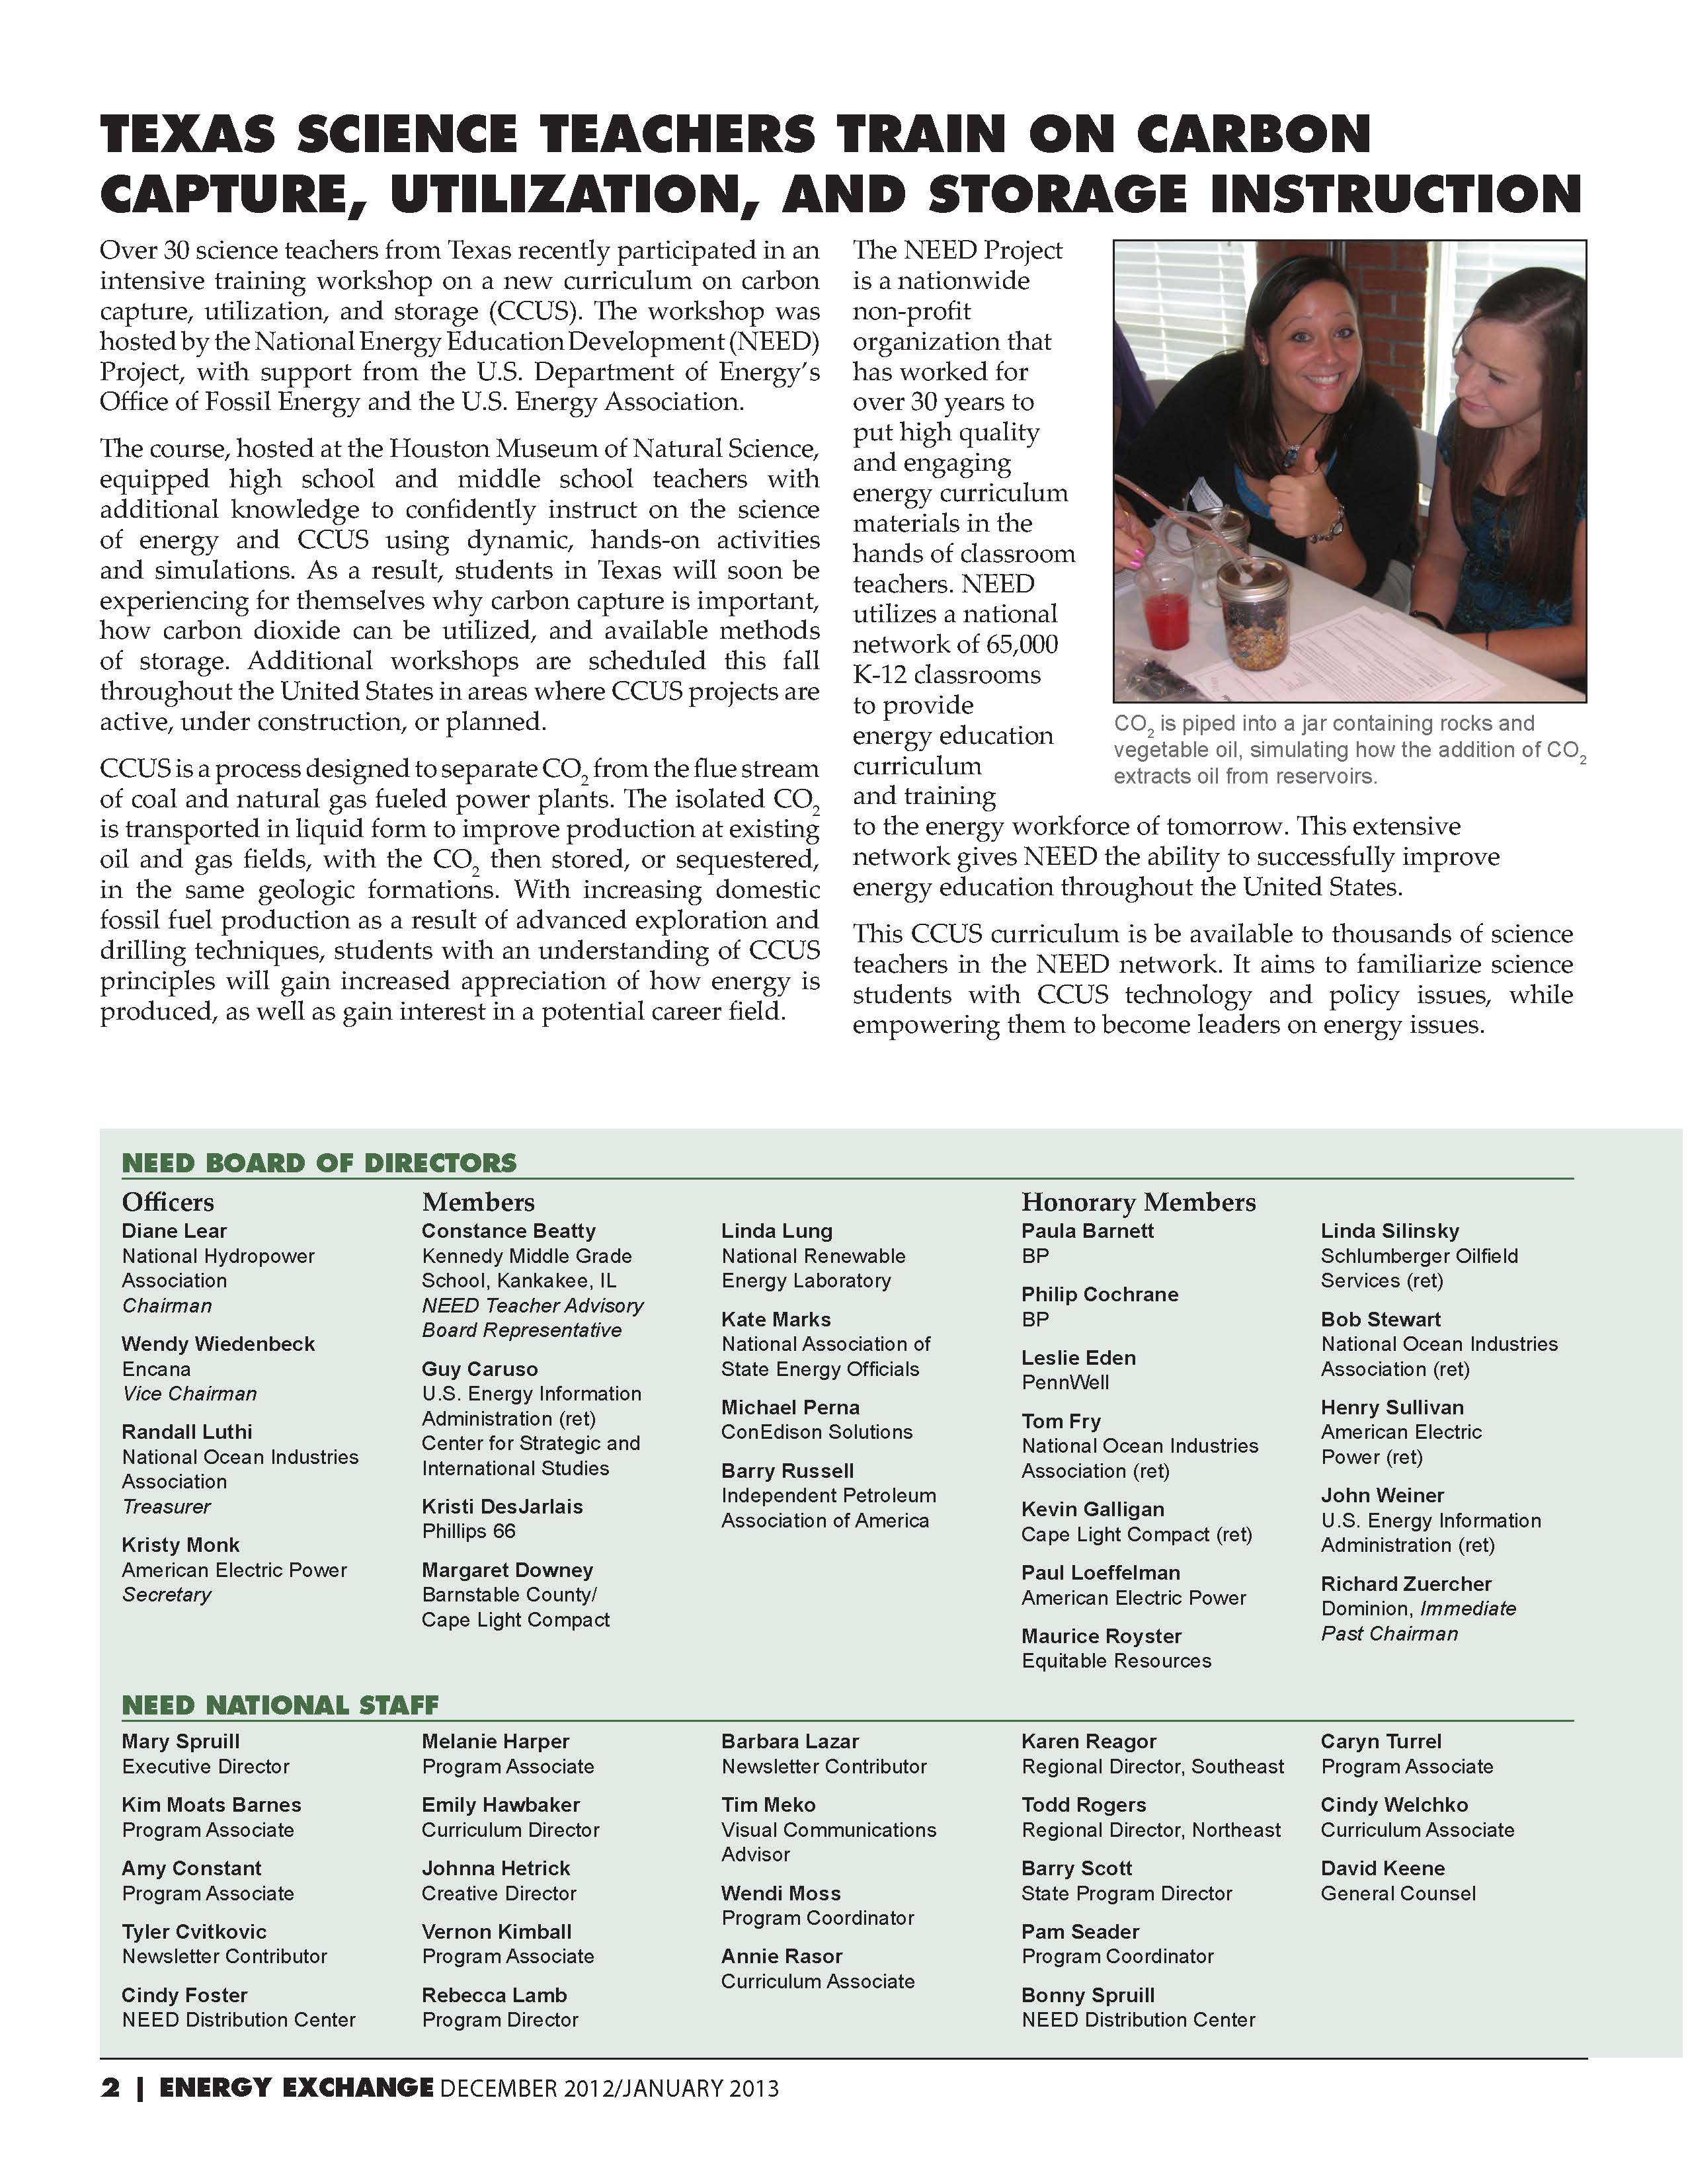 TEXAS SCIENCE TEACHERS TRAIN ON CARBON
CAPTURE, UTILIZATION, AND STORAGE INSTRUCTION
Over 30 science teachers from Texas recently participated in an
intensive training workshop on a new curriculum on carbon
capture, utilization, and storage (CCUS). The workshop was
hosted by the National Energy Education Development (NEED)
Project, with support from the U.S. Department of Energy's
Office of Fossil Energy and the U.S. Energy Association.
The course, hosted at the Houston Museum of Natural Science,
equipped high school and middle school teachers with
additional knowledge to confidently instruct on the science
of energy and CCUS using dynamic, hands-on activities
and simulations. As a result, students in Texas will soon be
experiencing for themselves why carbon capture is important,
how carbon dioxide can be utilized, and available methods
of storage. Additional workshops are scheduled this fall
throughout the United States in areas where CCUS projects are
active, under construction, or planned.
CCUS is a process designed to separate CO₂ from the flue stream
of coal and natural gas fueled power plants. The isolated CO₂
is transported in liquid form to improve production at existing
oil and gas fields, with the CO₂ then stored, or sequestered,
in the same geologic formations. With increasing domestic
fossil fuel production as a result of advanced exploration and
drilling techniques, students with an understanding of CCUS
principles will gain increased appreciation of how energy is
produced, as well as gain interest in a potential career field.
The NEED Project
is a nationwide
non-profit
organization that
has worked for
over 30 years to
put high quality
and engaging
energy curriculum
materials in the
hands of classroom
teachers. NEED
utilizes a national
network of 65,000
K-12 classrooms
to provide
energy education
curriculum
and training
to the energy workforce of tomorrow. This extensive
network gives NEED the ability to successfully improve
energy education throughout the United States.
This CCUS curriculum is be available to thousands of science
teachers in the NEED network. It aims to familiarize science
students with CCUS technology and policy issues, while
empowering them to become leaders on energy issues.
CO₂ is piped into a jar containing rocks and
vegetable oil, simulating how the addition of CO₂
extracts oil from reservoirs.
NEED BOARD OF DIRECTORS
Officers
Diane Lear
National Hydropower
Association
Chairman
Wendy Wiedenbeck
Encana
Vice Chairman
Randall Luthi
National Ocean Industries
Association
Treasurer
Kristy Monk
American Electric Power
Secretary
Members
Constance Beatty
Kennedy Middle Grade
School, Kankakee, IL
NEED Teacher Advisory
Board Representative
Guy Caruso
U.S. Energy Information
Administration (ret)
Center for Strategic and
International Studies
Kristi DesJarlais
Phillips 66
Margaret Downey
Barnstable County/
Cape Light Compact
Linda Lung
National Renewable
Energy Laboratory
Kate Marks
National Association of
State Energy Officials
Michael Perna
ConEdison Solutions
Barry Russell
Independent Petroleum
Association of America
Honorary Members
Paula Barnett
BP
Philip Cochrane
BP
Leslie Eden
PennWell
Tom Fry
National Ocean Industries
Association (ret)
Kevin Galligan
Cape Light Compact (ret)
Paul Loeffelman
American Electric Power
Maurice Royster
Equitable Resources
Linda Silinsky
Schlumberger Oilfield
Services (ret)
Bob Stewart
National Ocean Industries
Association (ret)
Henry Sullivan
American Electric
Power (ret)
John Weiner
U.S. Energy Information
Administration (ret)
Richard Zuercher
Dominion, Immediate
Past Chairman
NEED NATIONAL STAFF
Mary Spruill
Executive Director
Kim Moats Barnes
Program Associate
Amy Constant
Program Associate
Tyler Cvitkovic
Newsletter Contributor
Cindy Foster
NEED Distribution Center
Melanie Harper
Program Associate
Emily Hawbaker
Curriculum Director
Johnna Hetrick
Creative Director
Vernon Kimball
Program Associate
Rebecca Lamb
Program Director
Barbara Lazar
Newsletter Contributor
Tim Meko
Visual Communications
Advisor
Wendi Moss
Program Coordinator
Annie Rasor
Curriculum Associate
Karen Reagor
Regional Director, Southeast
Todd Rogers
Regional Director, Northeast
Barry Scott
State Program Director
Pam Seader
Program Coordinator
Bonny Spruill
NEED Distribution Center
Caryn Turrel
Program Associate
Cindy Welchko
Curriculum Associate
David Keene
General Counsel
2 | ENERGY EXCHANGE DECEMBER 2012/JANUARY 2013